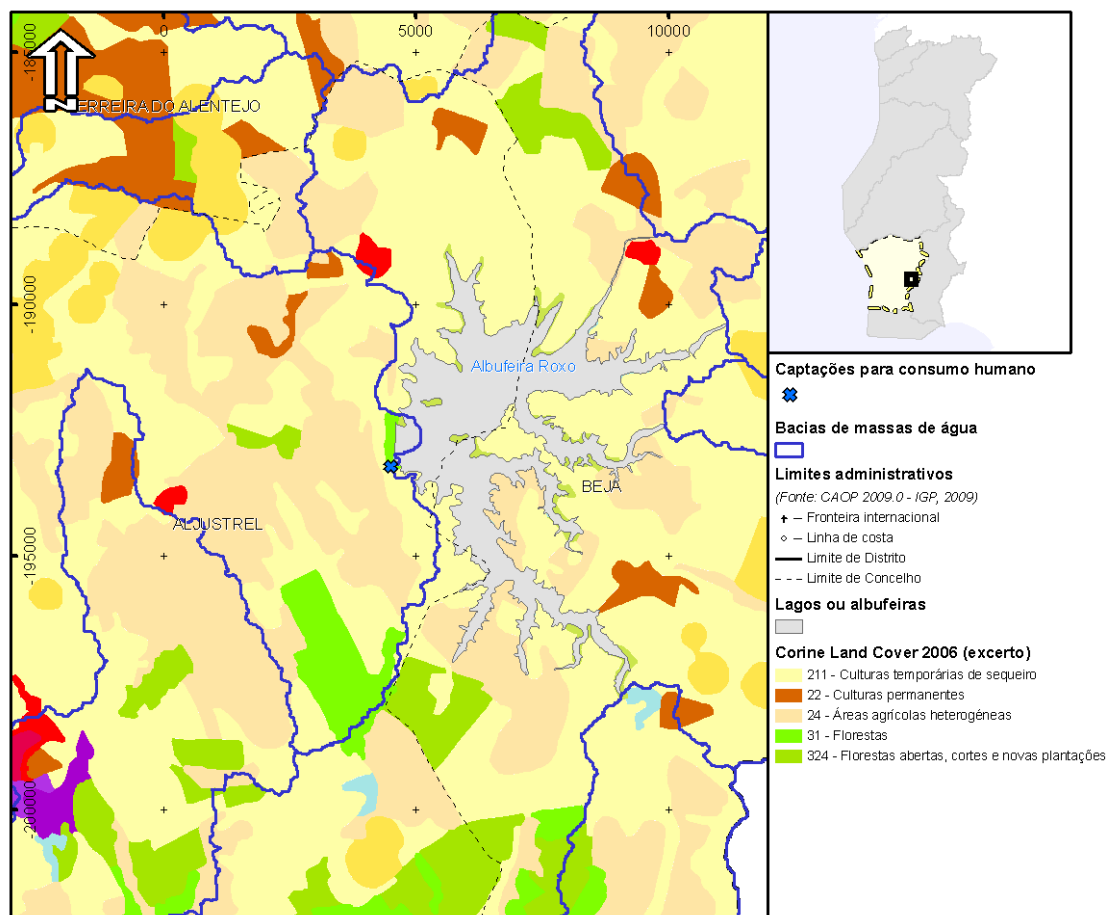 0
5000
10000
-185000
N
FERREIRA DO ALENTEJO
-190000
Albufeira Roxo
BEJA
ALJUSTREL
-195000
-200000
Captações para consumo humano
Bacias de massas de água
Limites administrativos
(Fonte: CAOP 2009.0 - IGP, 2009)
Fronteira internacional
Linha de costa
Limite de Distrito
Limite de Concelho
Lagos ou albufeiras
Corine Land Cover 2006 (excerto)
211 - Culturas temporárias de sequeiro
22 - Culturas permanentes
24 - Áreas agrícolas heterogéneas
31 - Florestas
324 - Florestas abertas, cortes e novas plantações